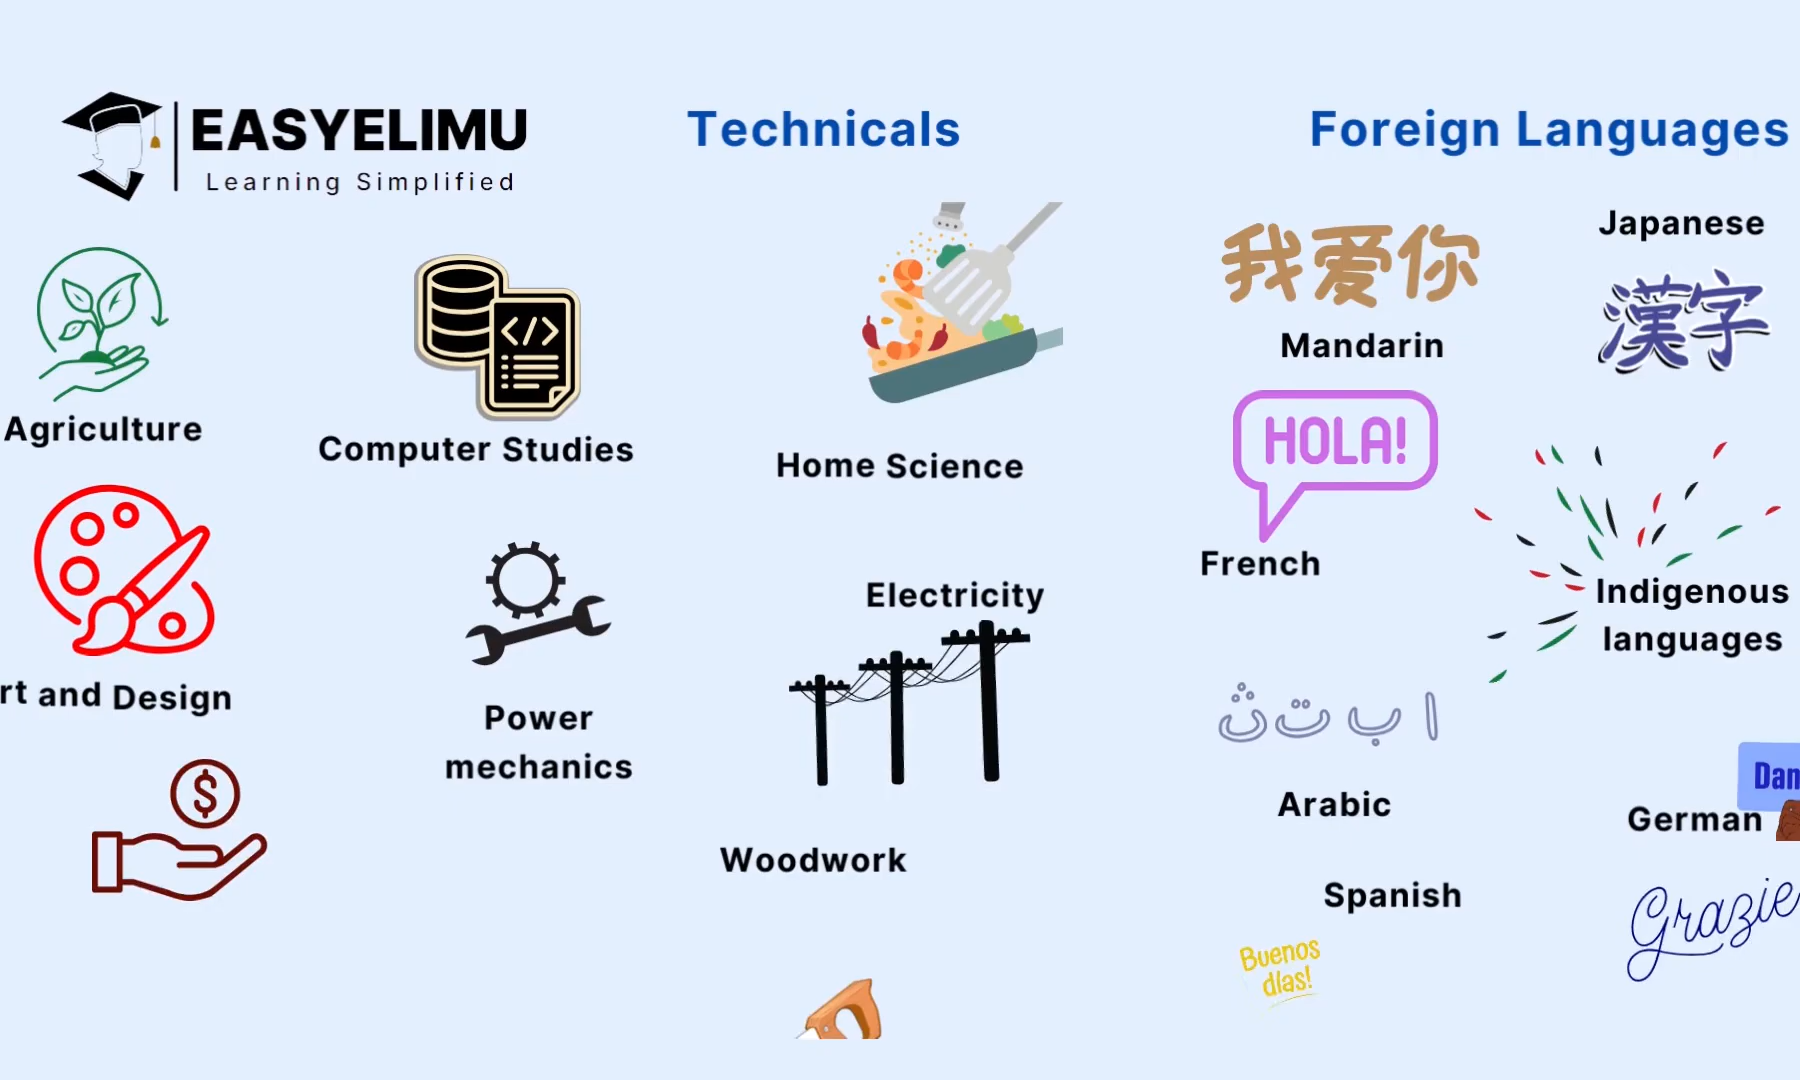 EASYELIMU
Learning Simplified
Technicals
Foreign Languages
Agriculture
Computer Studies
Home Science
我爱你
Mandarin
Japanese
漢字
HOLA!
French
Indigenous
languages
rt and Design
Power
mechanics
Electricity
Woodwork
ا ب ت ث
Arabic
Dan
German
Spanish
Buenos
días!
Grazie